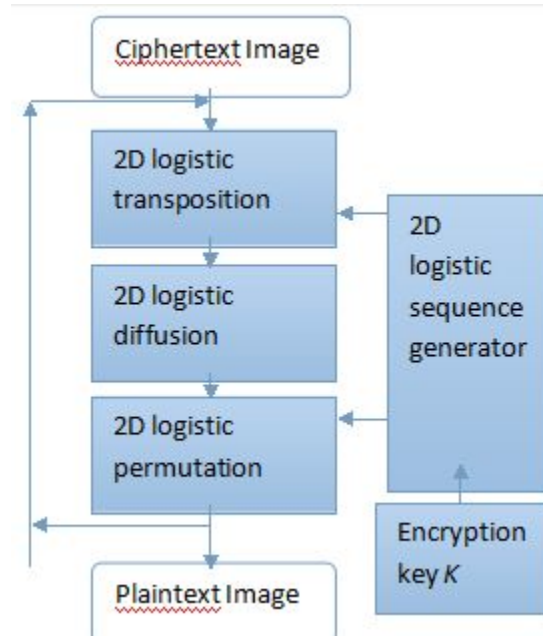 Ciphertext Image
2D logistic
transposition
2D logistic
diffusion
2D logistic
permutation
Plaintext Image
2D
logistic
sequence
generator
Encryption
key K